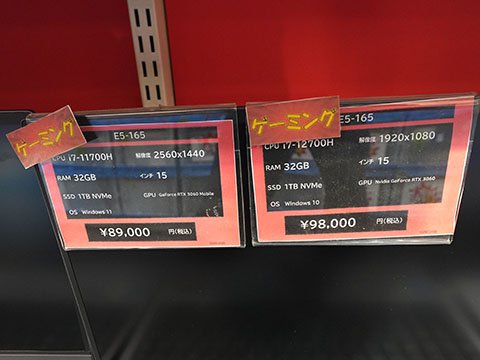 ゲーミング
E5-165
CPU i7-11700H 解像度 2560x1440
RAM 32GB インチ 15
SSD 1TB NVMe GPU GeForce RTX 3060 Mobile
OS Windows 11
¥89,000 円(税込)
ゲーミング
E5-165
CPU i7-12700H 解像度 1920x1080
RAM 32GB インチ 15
SSD 1TB NVMe GPU Nvidia GeForce RTX 3060
OS Windows 10
¥98,000 円(税込)